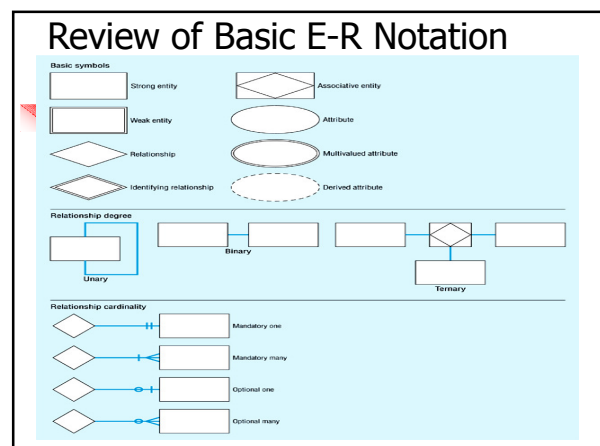 Review of Basic E-R Notation
Basic symbols
Strong entity
Associative entity
Weak entity
Attribute
Relationship
Multivalued attribute
Identifying relationship
Derived attribute
Relationship degree
Unary
Binary
Ternary
Relationship cardinality
Mandatory one
Mandatory many
Optional one
Optional many